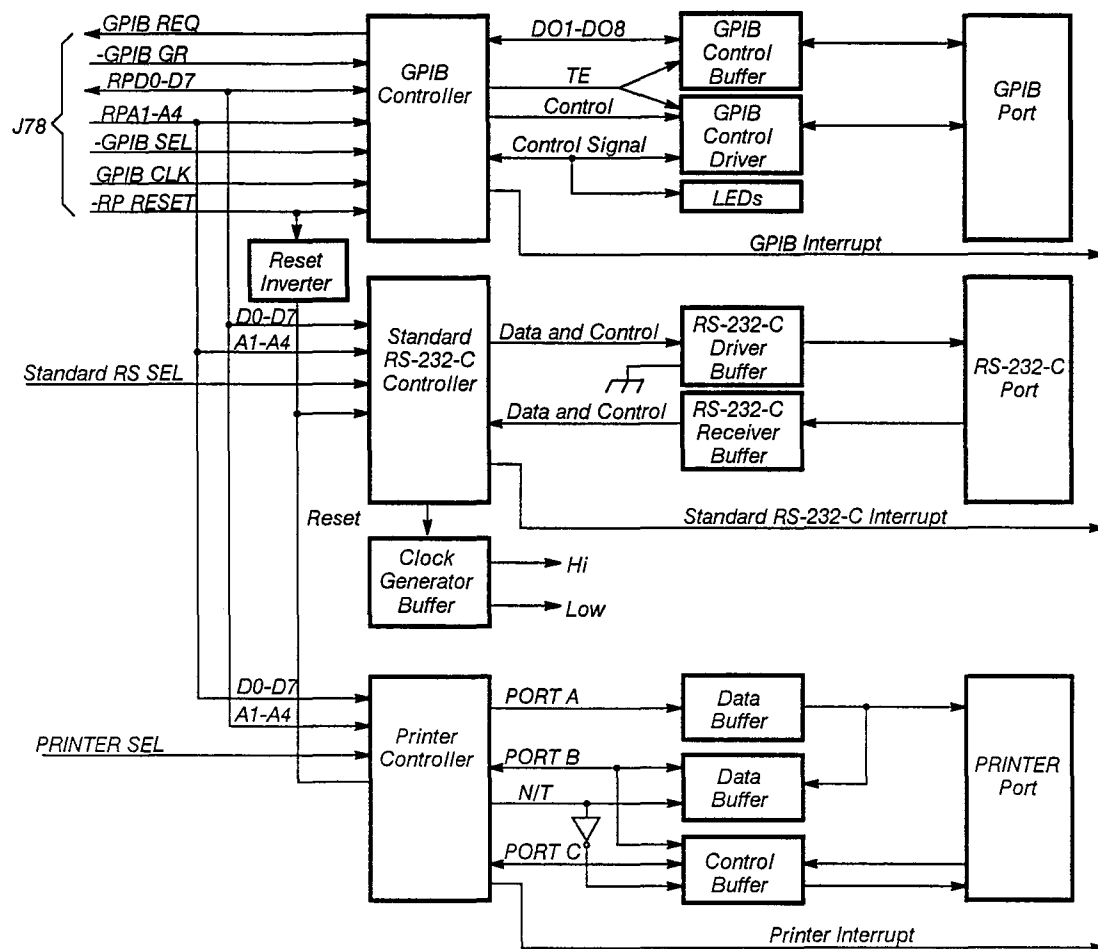 GPIB REQ
-GPIB GR
RPD0-D7
RPA1-A4
-GPIB SEL
GPIB CLK
-RP RESET
J78
GPIB
Controller
DO1-DO8
TE
Control
Control Signal
GPIB
Control
Buffer
GPIB
Control
Driver
LEDs
GPIB
Port
GPIB Interrupt
Reset
Inverter
D0-D7
A1-A4
Standard RS SEL
Standard
RS-232-C
Controller
Data and Control
Data and Control
RS-232-C
Driver
Buffer
RS-232-C
Receiver
Buffer
RS-232-C
Port
Standard RS-232-C Interrupt
Reset
Clock
Generator
Buffer
Hi
Low
D0-D7
A1-A4
PRINTER SEL
Printer
Controller
PORT A
PORT B
N/T
PORT C
Data
Buffer
Data
Buffer
Control
Buffer
PRINTER
Port
Printer Interrupt